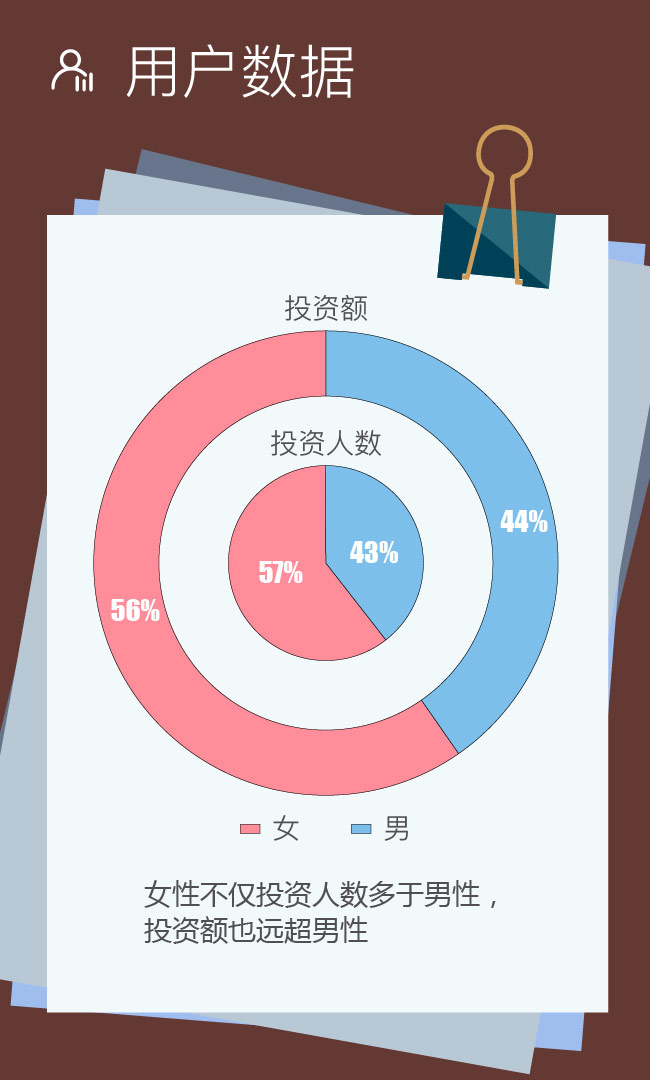 用户数据
投资额
投资人数
44%
43%
57%
56%
女 男
女性不仅投资人数多于男性，
投资额也远超男性